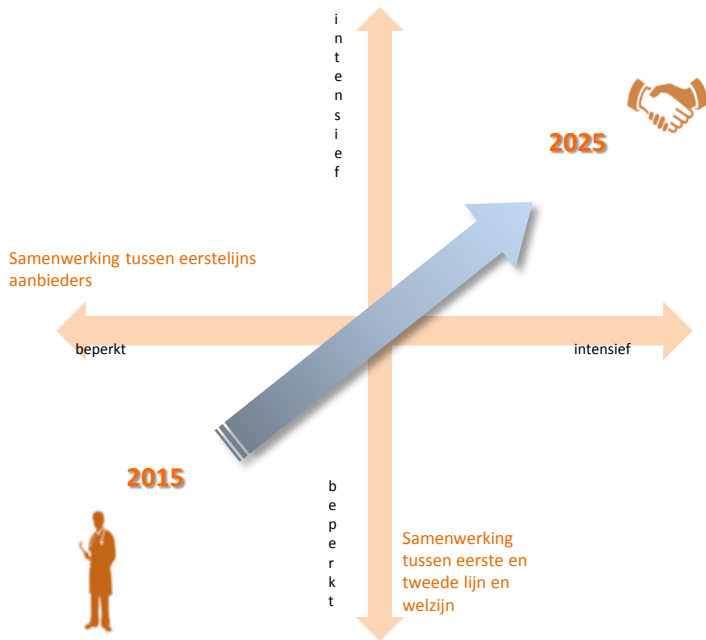 intensief
2025
Samenwerking tussen eerstelijns
aanbieders
beperkt
intensief
2015
beperkt
Samenwerking
tussen eerste en
tweede lijn en
welzijn